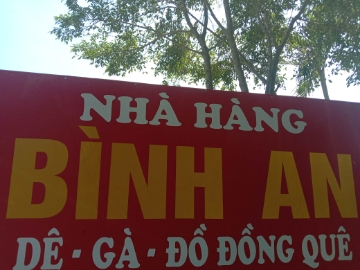 NHÀ HÀNG
BÌNH AN
DÊ - GÀ - ĐỒ ĐỒNG QUÊ